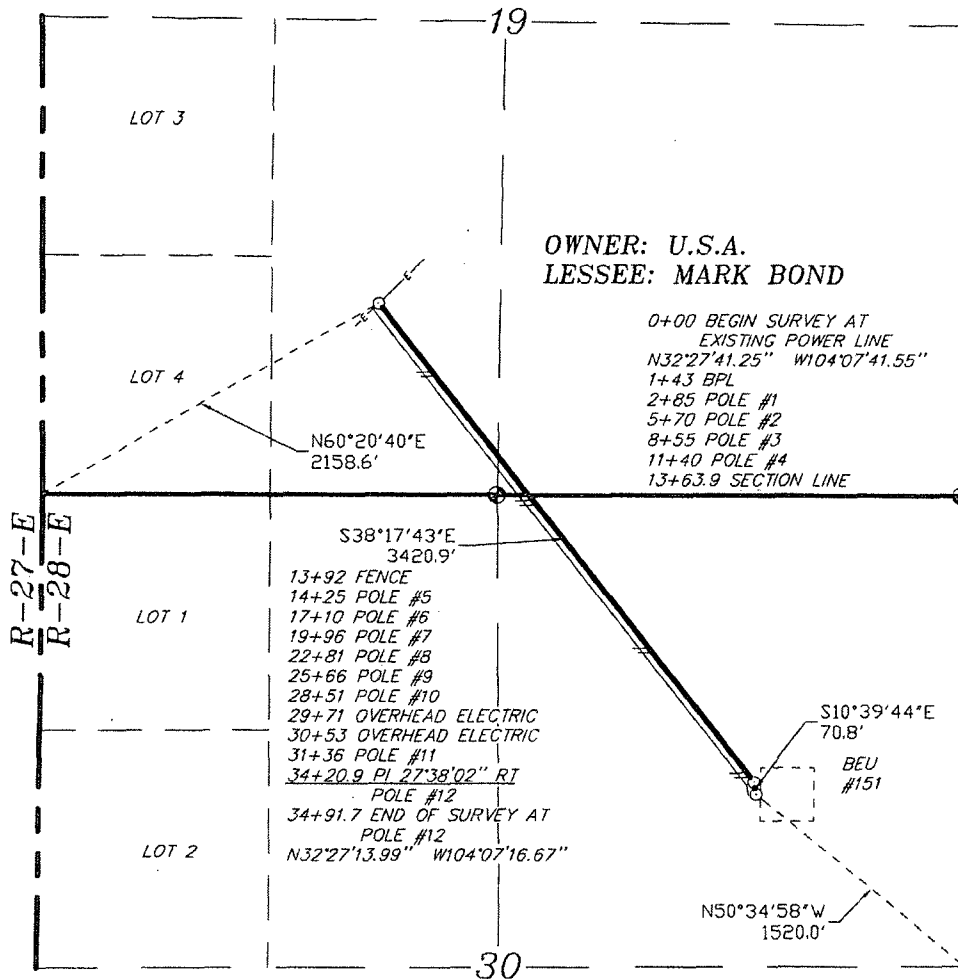 19
LOT 3
OWNER: U.S.A.
LESSEE: MARK BOND
0+00 BEGIN SURVEY AT
EXISTING POWER LINE
N32°27'41.25" W104°07'41.55"
1+43 BPL
2+85 POLE #1
5+70 POLE #2
8+55 POLE #3
11+40 POLE #4
13+63.9 SECTION LINE
E
E
LOT 4
N60°20'40"E
2158.6'
R-27-E
R-28-E
S38°17'43"E
3420.9'
13+92 FENCE
14+25 POLE #5
17+10 POLE #6
19+96 POLE #7
22+81 POLE #8
25+66 POLE #9
28+51 POLE #10
29+71 OVERHEAD ELECTRIC
30+53 OVERHEAD ELECTRIC
31+36 POLE #11
34+20.9 PI 27°38'02" RT
POLE #12
34+91.7 END OF SURVEY AT
POLE #12
N32°27'13.99" W104°07'16.67"
LOT 1
S10°39'44"E
70.8'
BEU
#151
LOT 2
N50°34'58"W
1520.0'
30